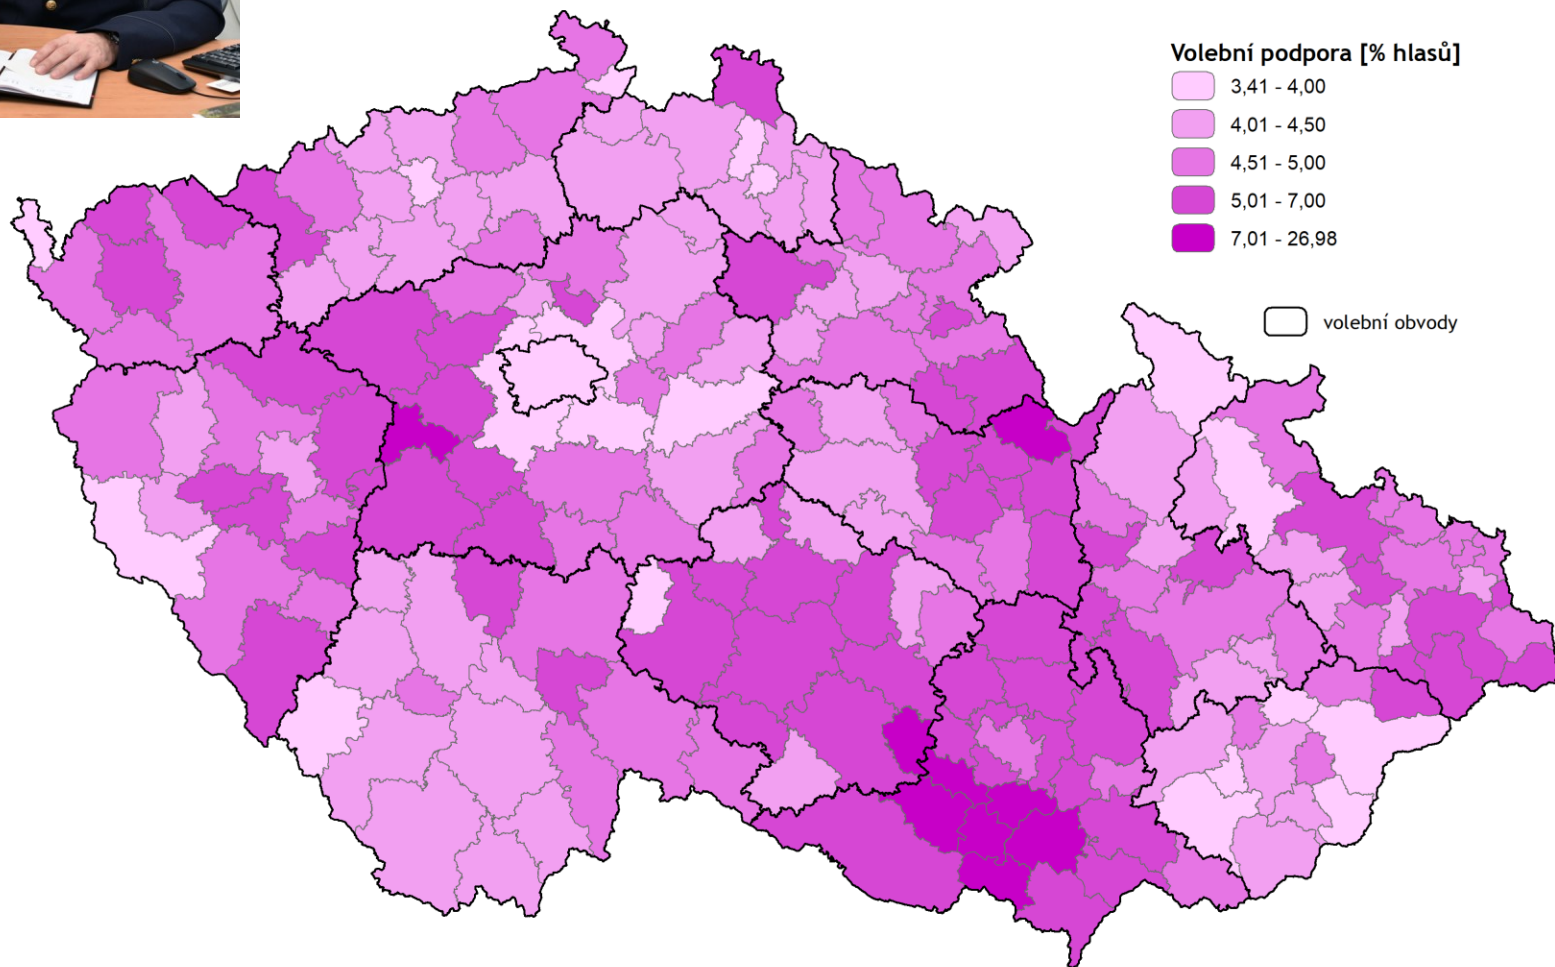 Volební podpora [% hlasů]
3,41 - 4,00
4,01 - 4,50
4,51 - 5,00
5,01 - 7,00
7,01 - 26,98
volební obvody